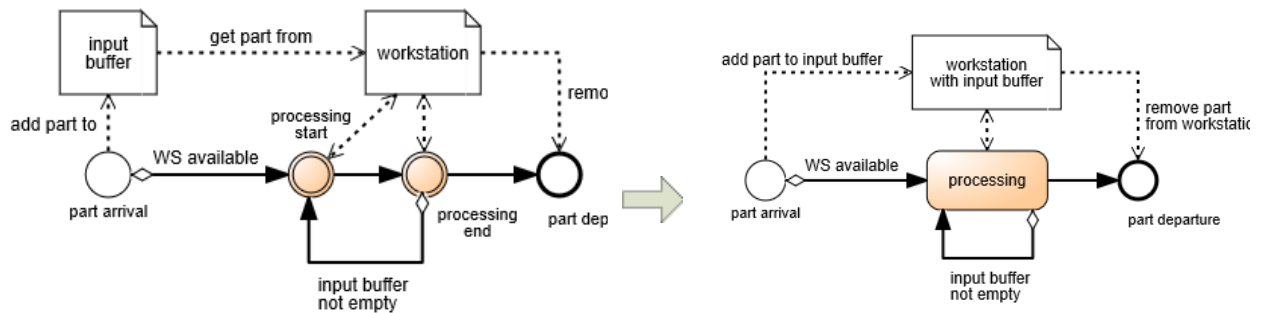 input
buffer
get part from
workstation
add part to
processing
start
remo
WS available
part arrival
processing
end
part dep
input buffer
not empty
add part to input buffer
workstation
with input buffer
remove part
from workstatio
WS available
processing
part arrival
part departure
input buffer
not empty